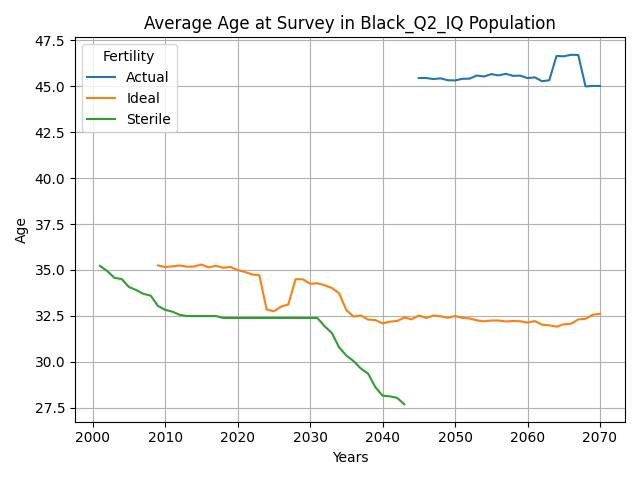 Average Age at Survey in Black_Q2_IQ Population
Fertility
Actual
Ideal
Sterile
Age
47.5
45.0
42.5
40.0
37.5
35.0
32.5
30.0
27.5
2000 2010 2020 2030 2040 2050 2060 2070
Years